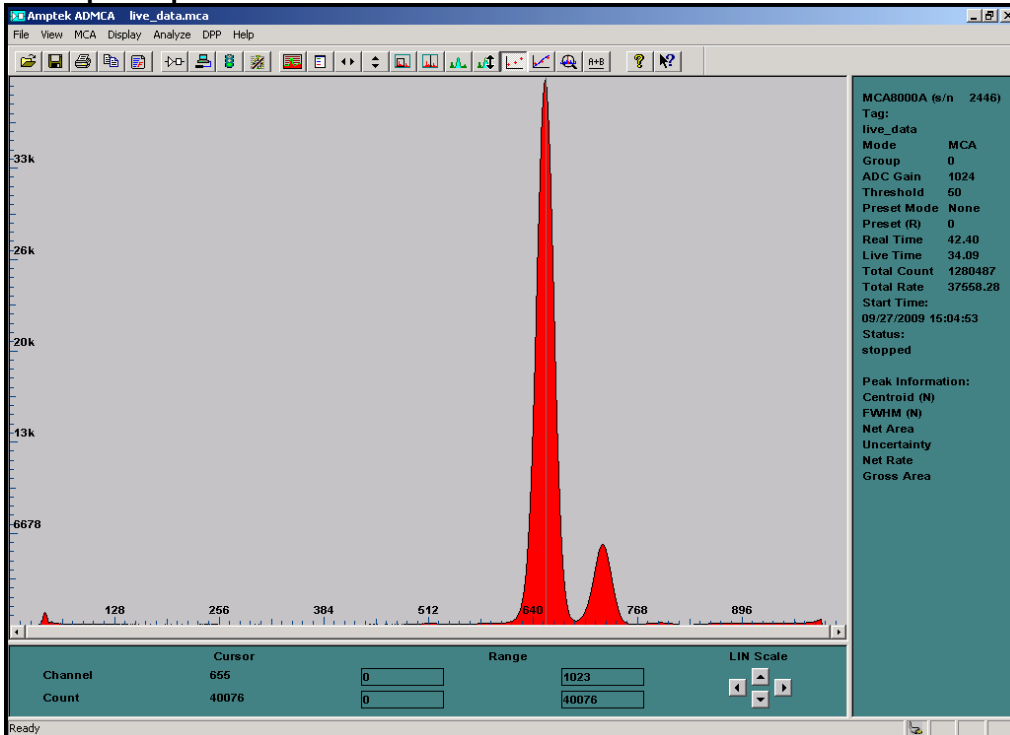 Amptek ADMCA live_data.mca
File View MCA Display Analyze DPP Help
A+B
33k
26k
20k
13k
6678
128 256 384 512 640 768 896
MCA8000A (s/n 2446)
Tag:
live_data
Mode MCA
Group 0
ADC Gain 1024
Threshold 50
Preset Mode None
Preset (R) 0
Real Time 42.40
Live Time 34.09
Total Count 1280487
Total Rate 37558.28
Start Time:
09/27/2009 15:04:53
Status:
stopped
Peak Information:
Centroid (N)
FWHM (N)
Net Area
Uncertainty
Net Rate
Gross Area
Cursor Range LIN Scale
Channel 655 0 1023
Count 40076 0 40076
Ready